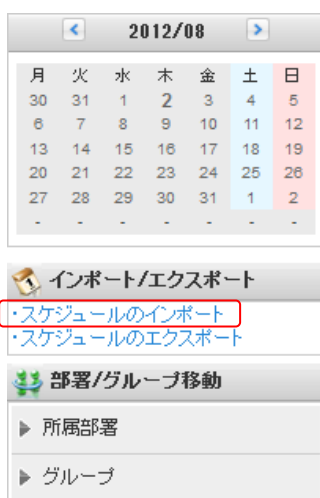 2012/08
月 火 水 木 金 土 日
30 31 1 2 3 4 5
6 7 8 9 10 11 12
13 14 15 16 17 18 19
20 21 22 23 24 25 26
27 28 29 30 31 1 2
- - - - - - -
インポート/エクスポート
・スケジュールのインポート
・スケジュールのエクスポート
部署/グループ移動
所属部署
グループ